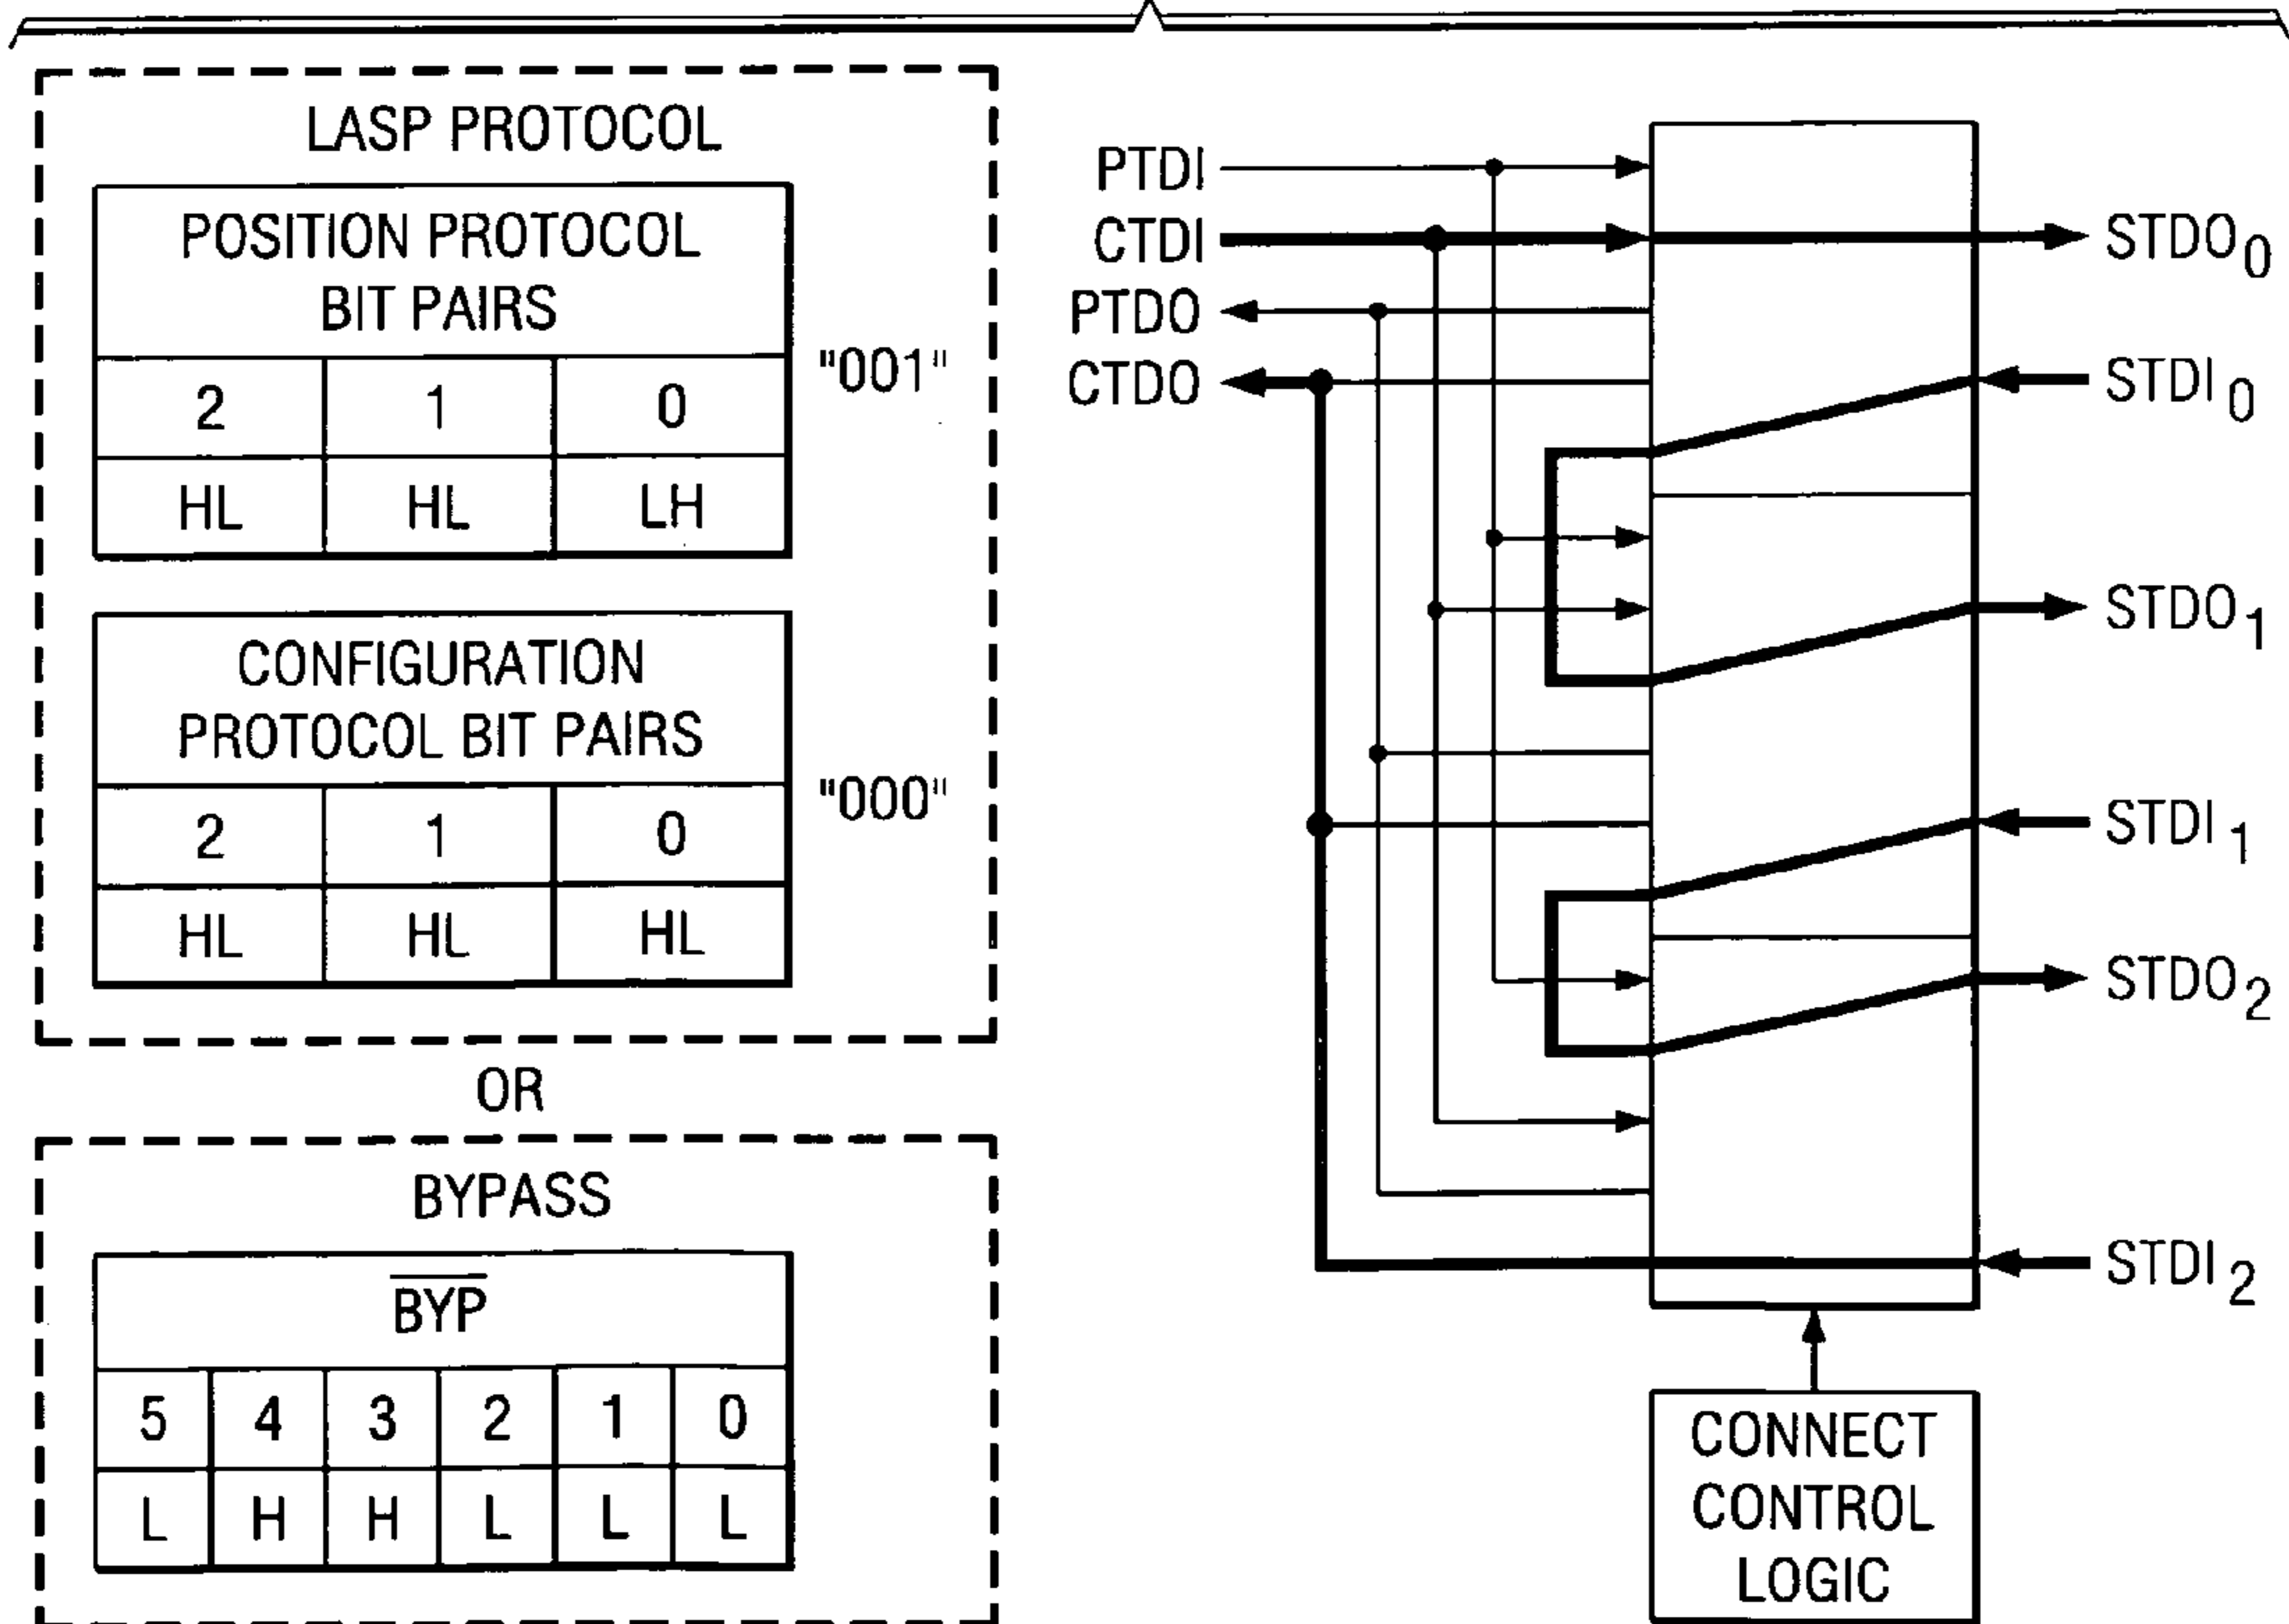 LASP PROTOCOL
POSITION PROTOCOL
BIT PAIRS
2 1 0
HL HL LH
"001"
CONFIGURATION
PROTOCOL BIT PAIRS
2 1 0
HL HL HL
"000"
OR
BYPASS
B̅Y̅P̅
5 4 3 2 1 0
L H H L L L
PTDI
CTDI
PTDO
CTDO
STDO0
STDI0
STDO1
STDI1
STDO2
STDI2
CONNECT
CONTROL
LOGIC